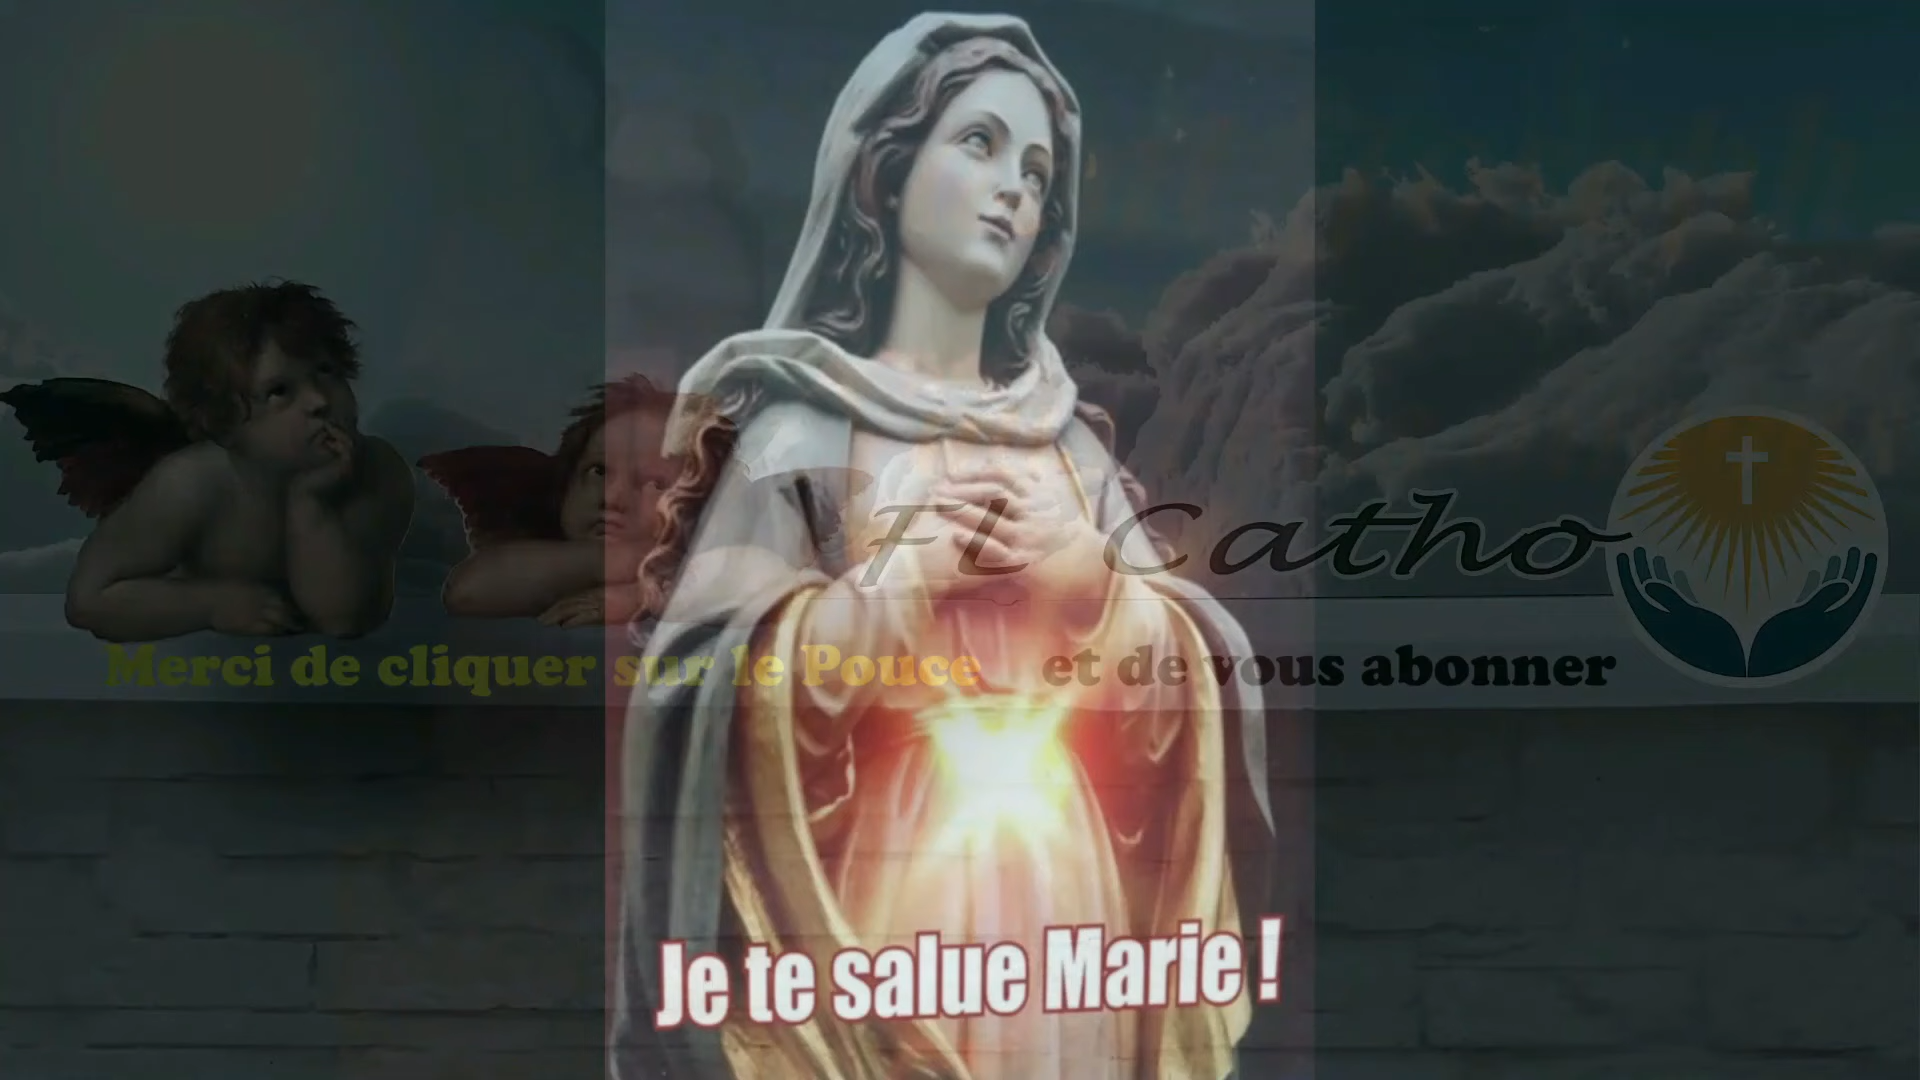 FL Catho
Merci de cliquer sur le Pouce et de vous abonner
Je te salue Marie !